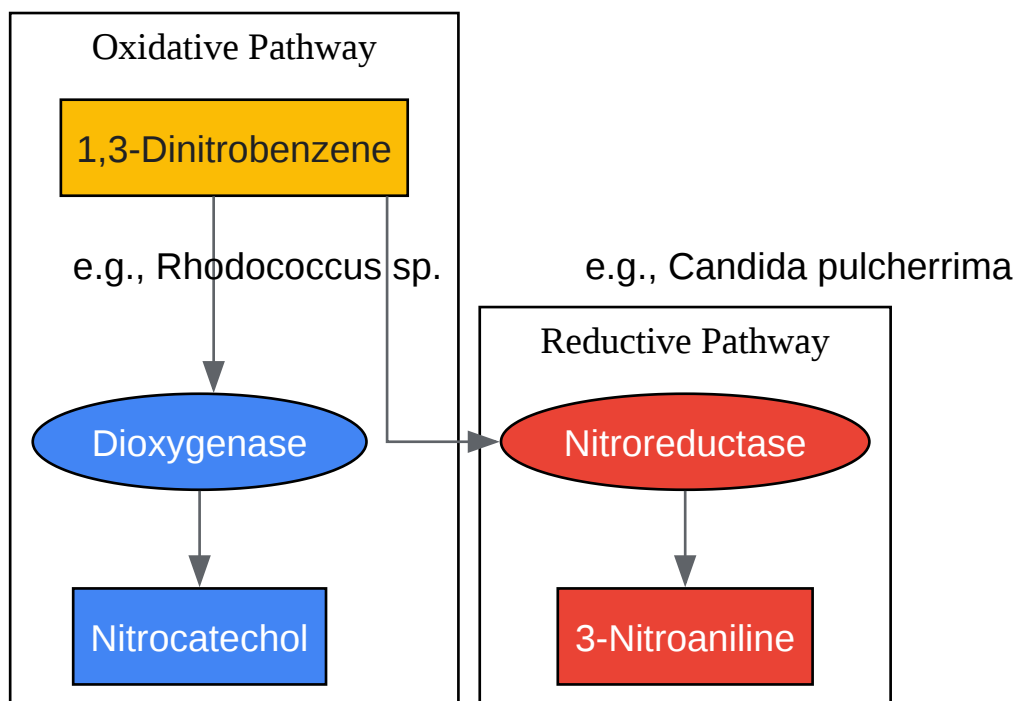 Oxidative Pathway
1,3-Dinitrobenzene
e.g., Rhodococcus sp.
e.g., Candida pulcherrima
Reductive Pathway
Dioxygenase
Nitroreductase
Nitrocatechol
3-Nitroaniline